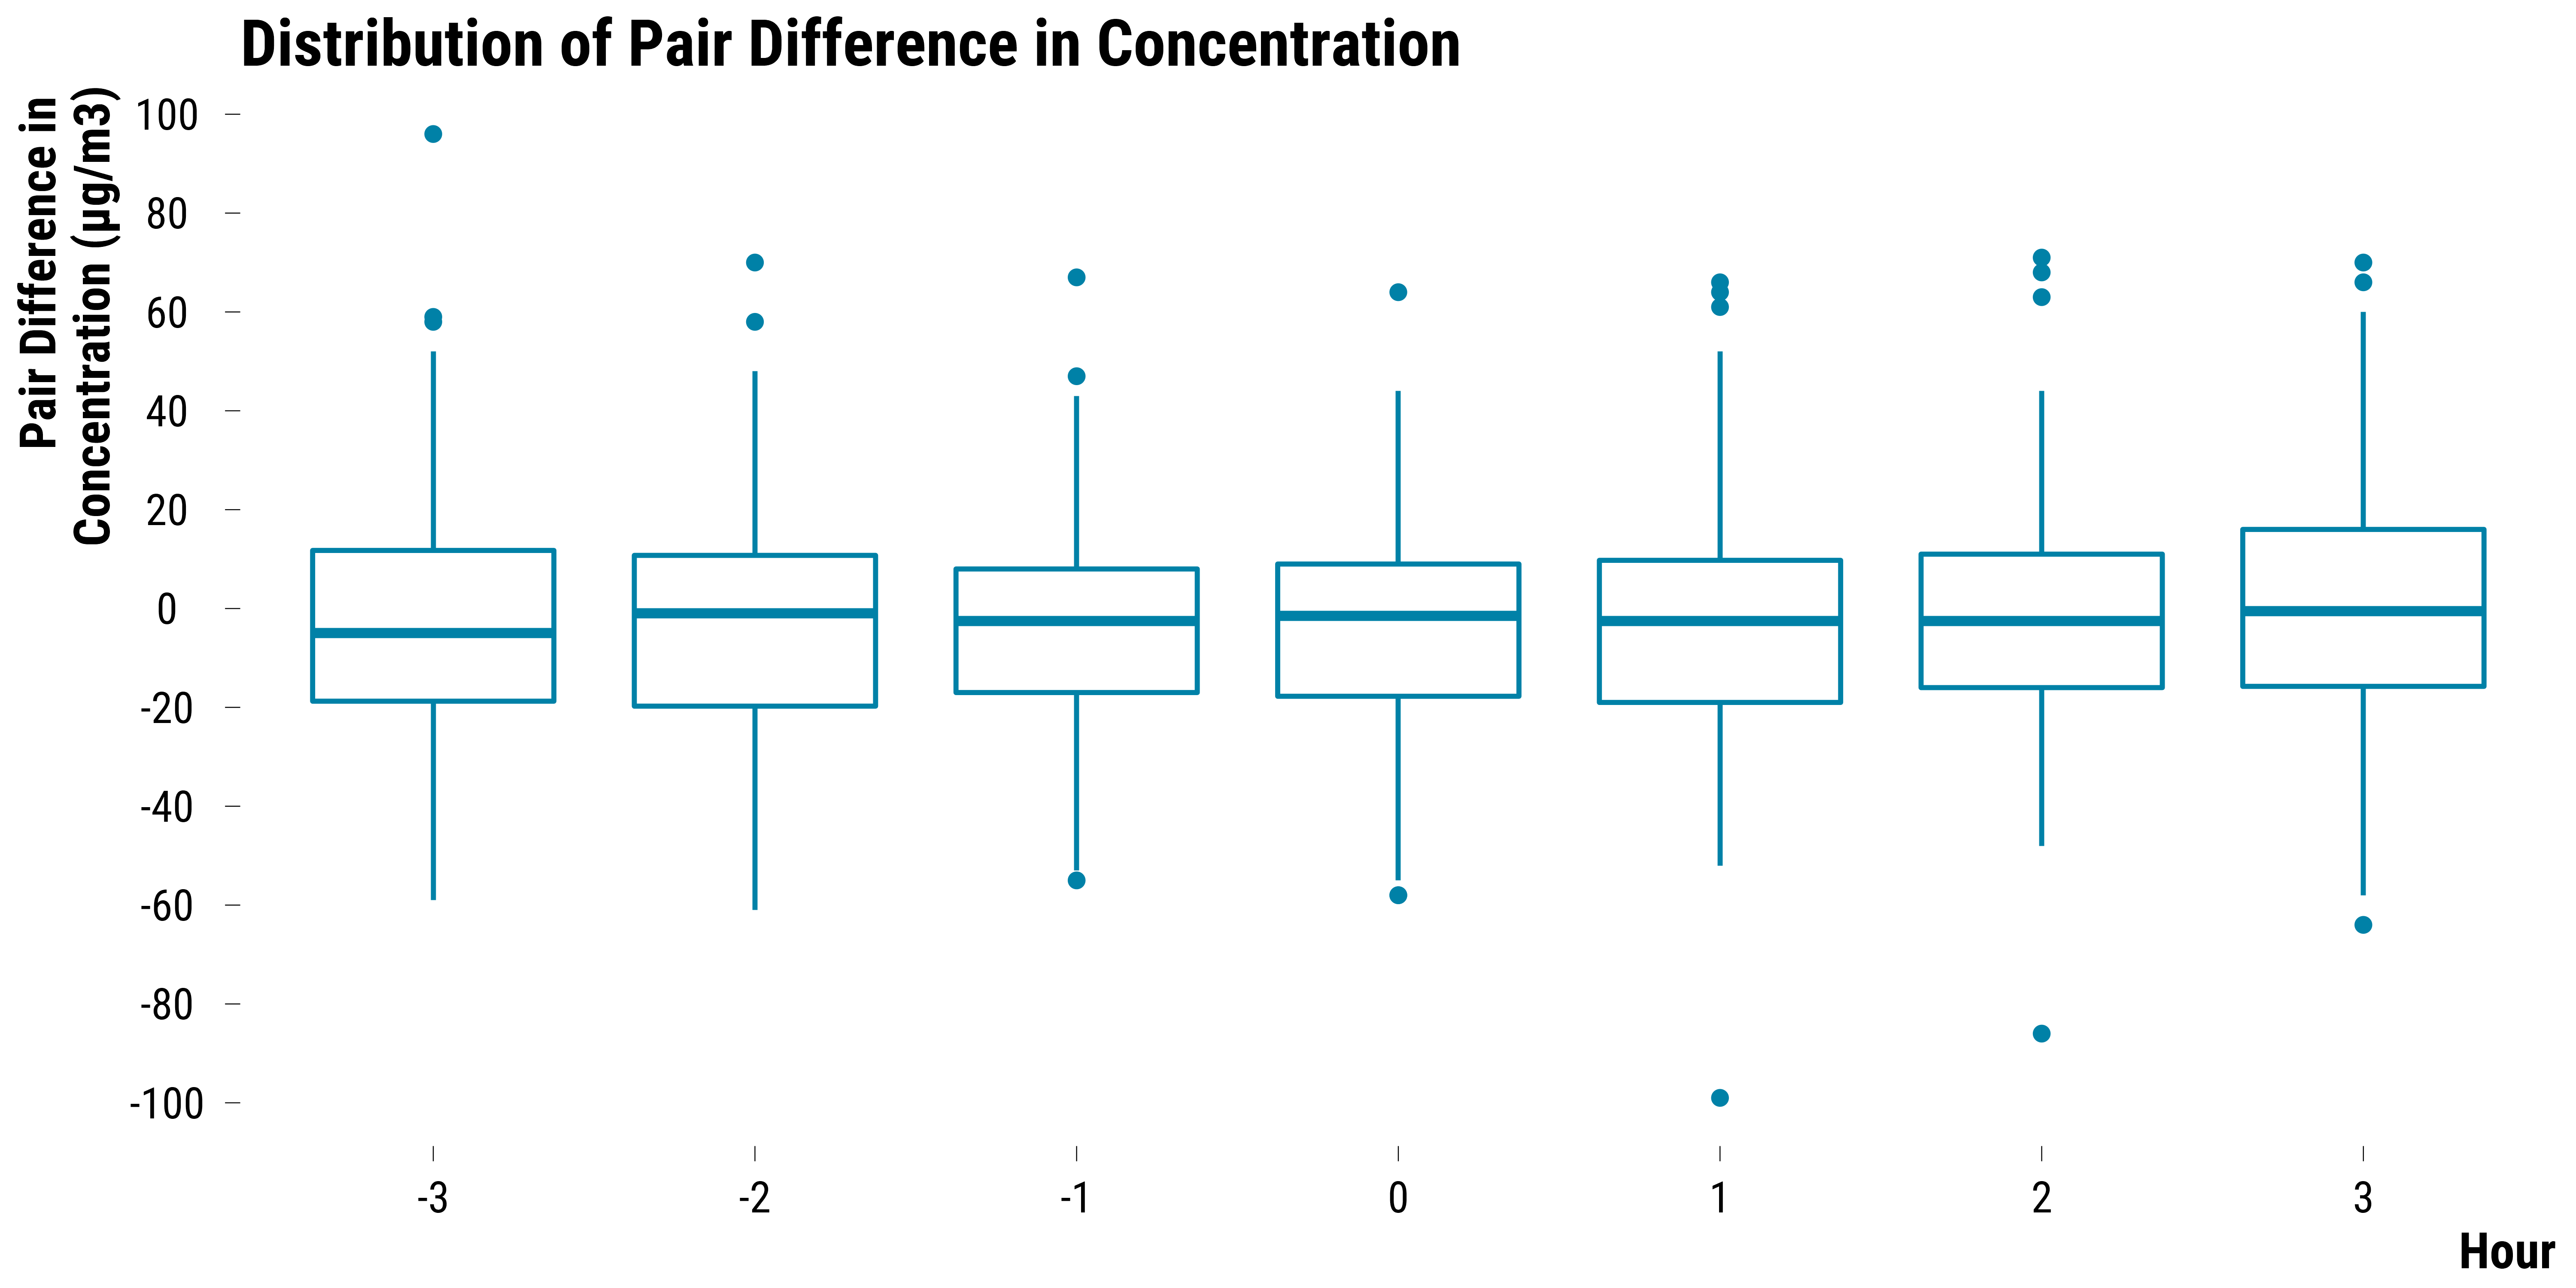 Distribution of Pair Difference in Concentration
Pair Difference in
Concentration (µg/m3)
100
80
60
40
20
0
-20
-40
-60
-80
-100
-3 -2 -1 0 1 2 3
Hour